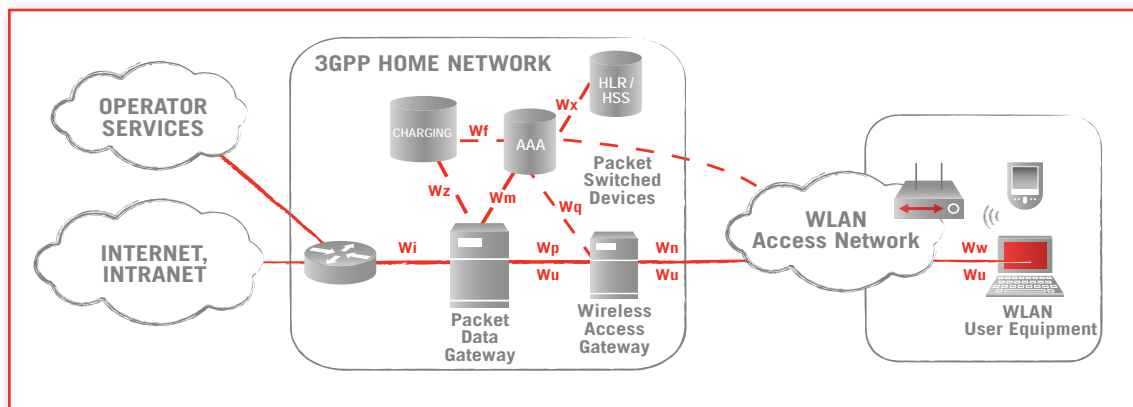 3GPP HOME NETWORK
HLR /
HSS
OPERATOR
SERVICES
CHARGING
Wf
AAA
Wx
Packet
Switched
Devices
Wz
Wm
Wq
WLAN
Access Network
INTERNET,
INTRANET
Wi
Wp
Wu
Wn
Wu
Ww
Wu
Packet
Data
Gateway
Wireless
Access
Gateway
WLAN
User Equipment